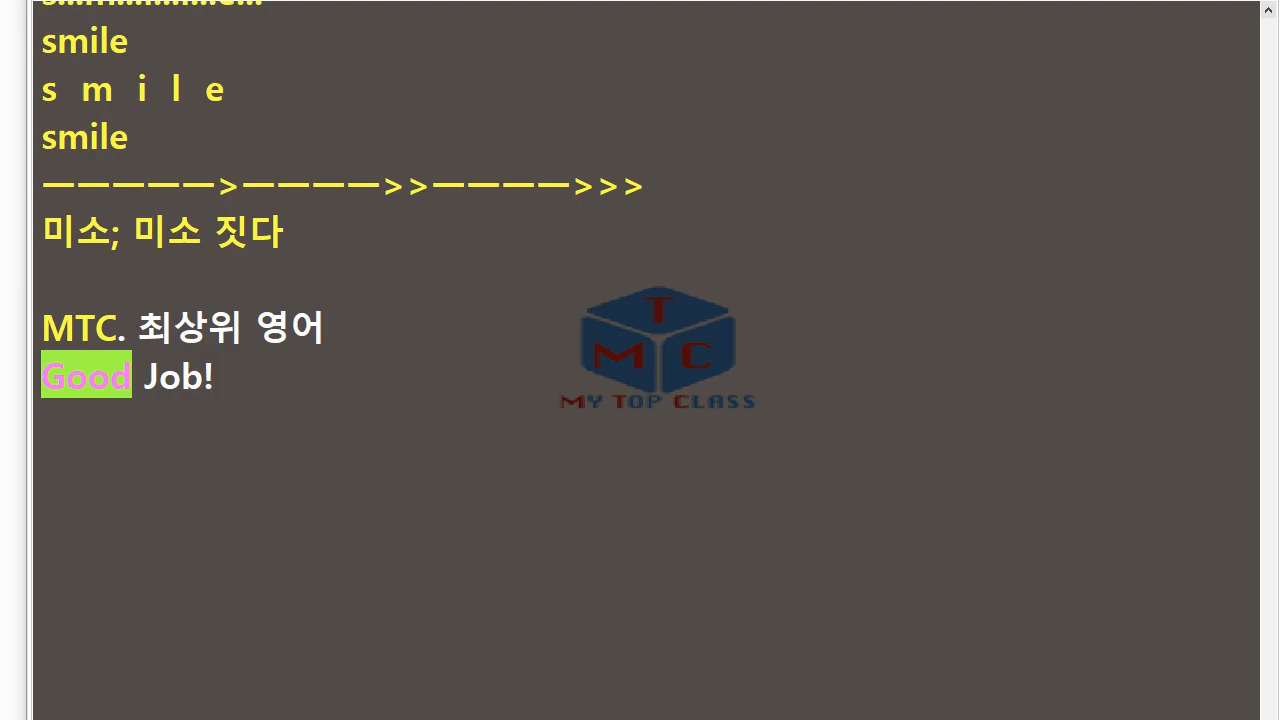 smile
s m i l e
smile
ㅡㅡㅡㅡㅡ>ㅡㅡㅡㅡ>>ㅡㅡㅡㅡ>>>
미소; 미소 짓다
MTC. 최상위 영어
Good Job!
T
M C
MY TOP CLASS